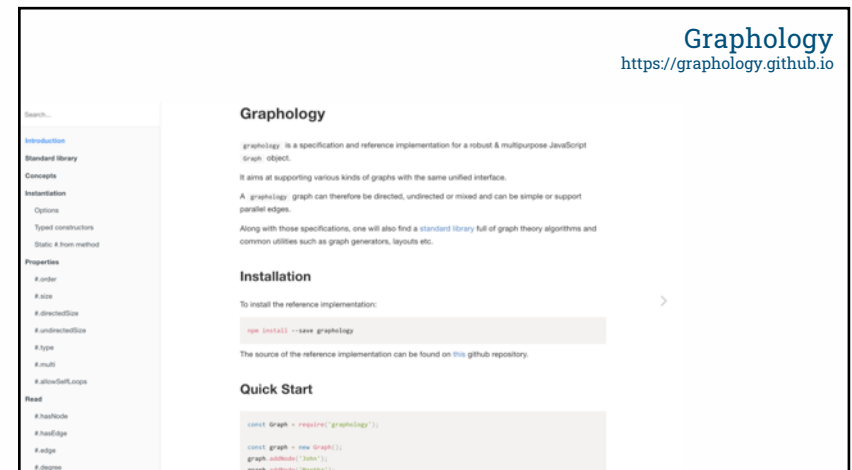 Graphology
https://graphology.github.io
Search...
Introduction
Standard library
Concepts
Instantiation
Options
Typed constructors
Static #.from method
Properties
#.order
#.size
#.directedSize
#.undirectedSize
#.type
#.multi
#.allowSelfLoops
Read
#.hasNode
#.hasEdge
#.edge
#.degree
Graphology
graphology is a specification and reference implementation for a robust & multipurpose JavaScript
Graph object.
It aims at supporting various kinds of graphs with the same unified interface.
A graphology graph can therefore be directed, undirected or mixed and can be simple or support
parallel edges.
Along with those specifications, one will also find a standard library full of graph theory algorithms and
common utilities such as graph generators, layouts etc.
Installation
To install the reference implementation:
npm install --save graphology
The source of the reference implementation can be found on this github repository.
Quick Start
const Graph = require('graphology');
const graph = new Graph();
graph.addNode('John');